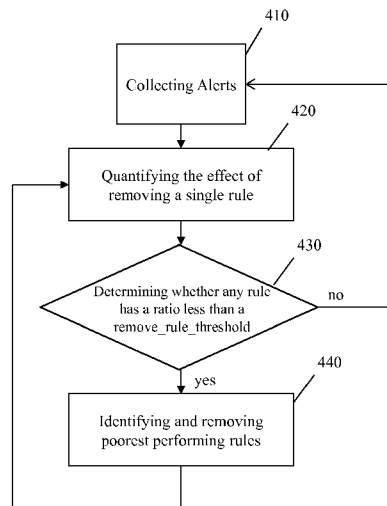 410
Collecting Alerts
420
Quantifying the effect of
removing a single rule
430
Determining whether any rule
has a ratio less than a
remove_rule_threshold
no
yes
440
Identifying and removing
poorest performing rules